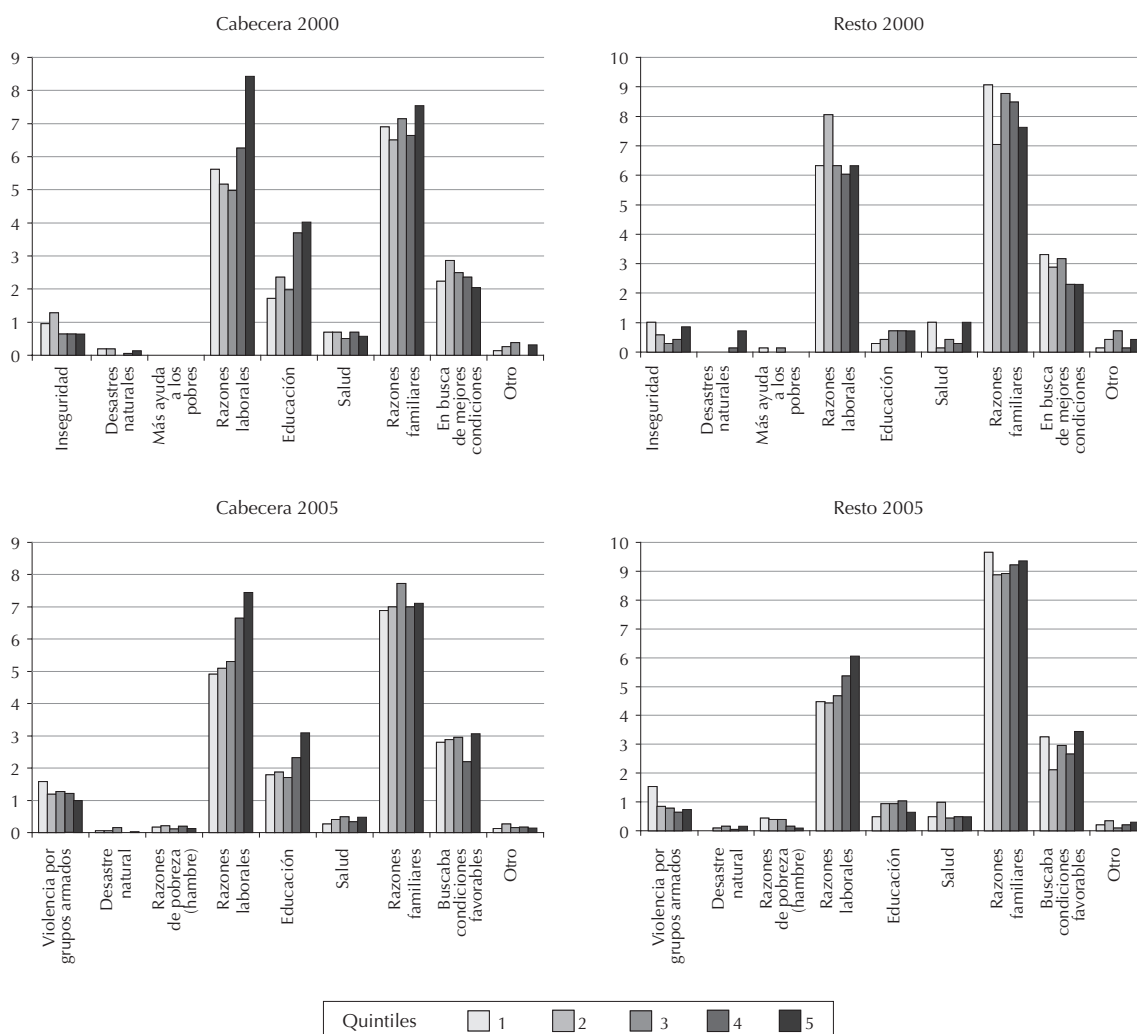 Cabecera 2000
9
8
7
6
5
4
3
2
1
0
Inseguridad
Desastres
naturales
Más ayuda
a los
pobres
Razones
laborales
Educación
Salud
Razones
familiares
En busca
de mejores
condiciones
Otro
Resto 2000
10
9
8
7
6
5
4
3
2
1
0
Inseguridad
Desastres
naturales
Más ayuda
a los
pobres
Razones
laborales
Educación
Salud
Razones
familiares
En busca
de mejores
condiciones
Otro
Cabecera 2005
9
8
7
6
5
4
3
2
1
0
Violencia por
grupos armados
Desastre
natural
Razones
de pobreza
(hambre)
Razones
laborales
Educación
Salud
Razones
familiares
Buscaba
condiciones
favorables
Otro
Resto 2005
10
9
8
7
6
5
4
3
2
1
0
Violencia por
grupos armados
Desastre
natural
Razones
de pobreza
(hambre)
Razones
laborales
Educación
Salud
Razones
familiares
Buscaba
condiciones
favorables
Otro
Quintiles 1 2 3 4 5